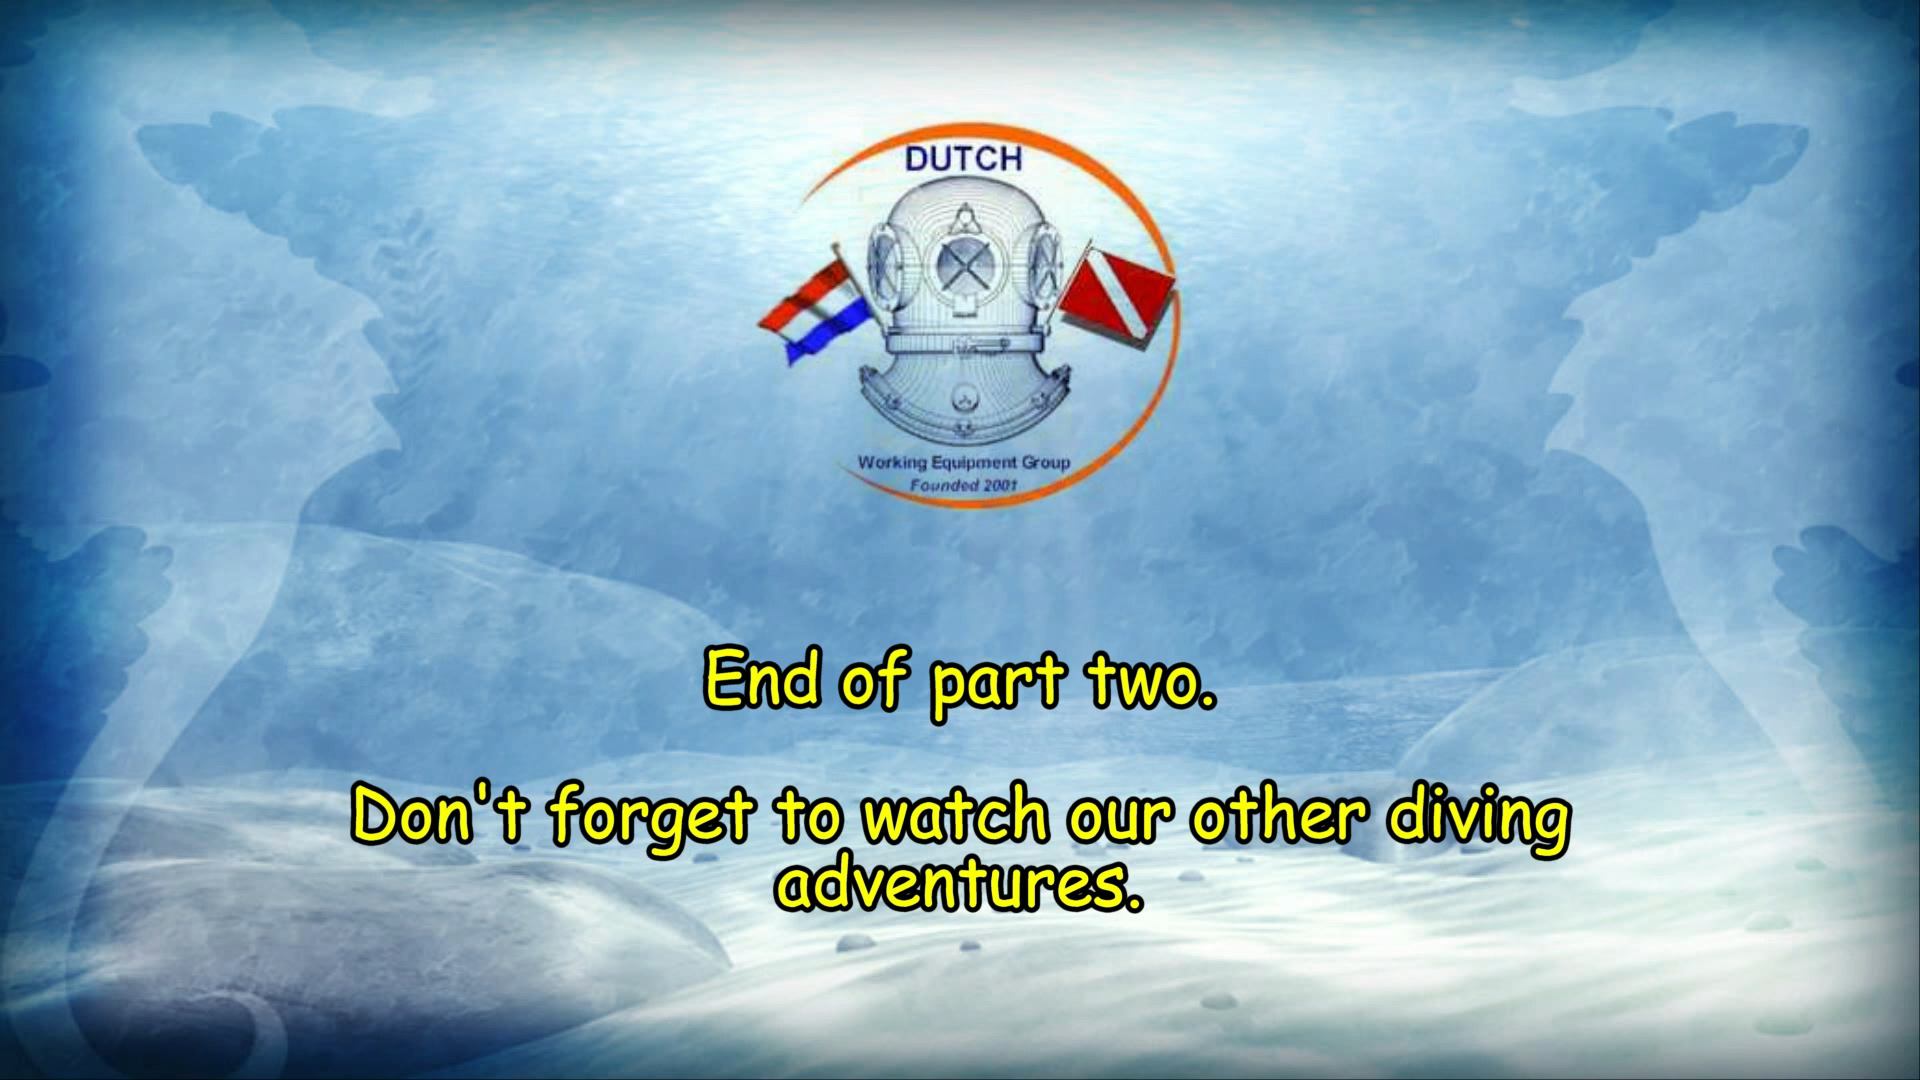 DUTCH
Working Equipment Group
Founded 2001
End of part two.
Don't forget to watch our other diving
adventures.